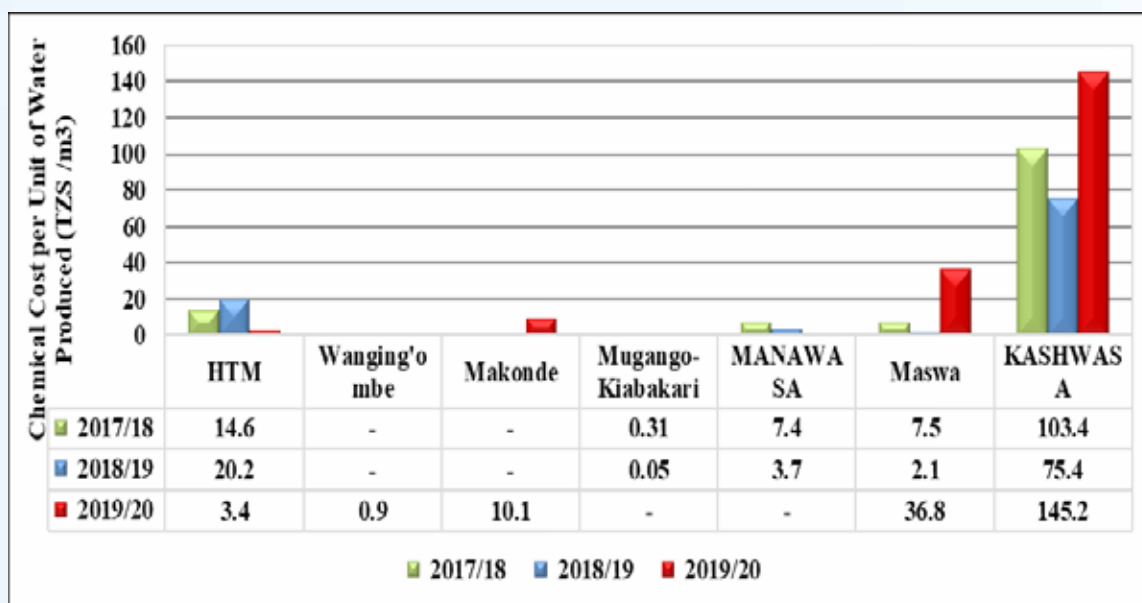 Chemical Cost per Unit of Water
Produced (TZS /m3)
160
140
120
100
80
60
40
20
0
HTM Wanging'o Makonde Mugango- MANAWA Maswa KASHWAS
mbe Kiabakari SA A
2017/18 14.6 - - 0.31 7.4 7.5 103.4
2018/19 20.2 - - 0.05 3.7 2.1 75.4
2019/20 3.4 0.9 10.1 - - 36.8 145.2
2017/18 2018/19 2019/20